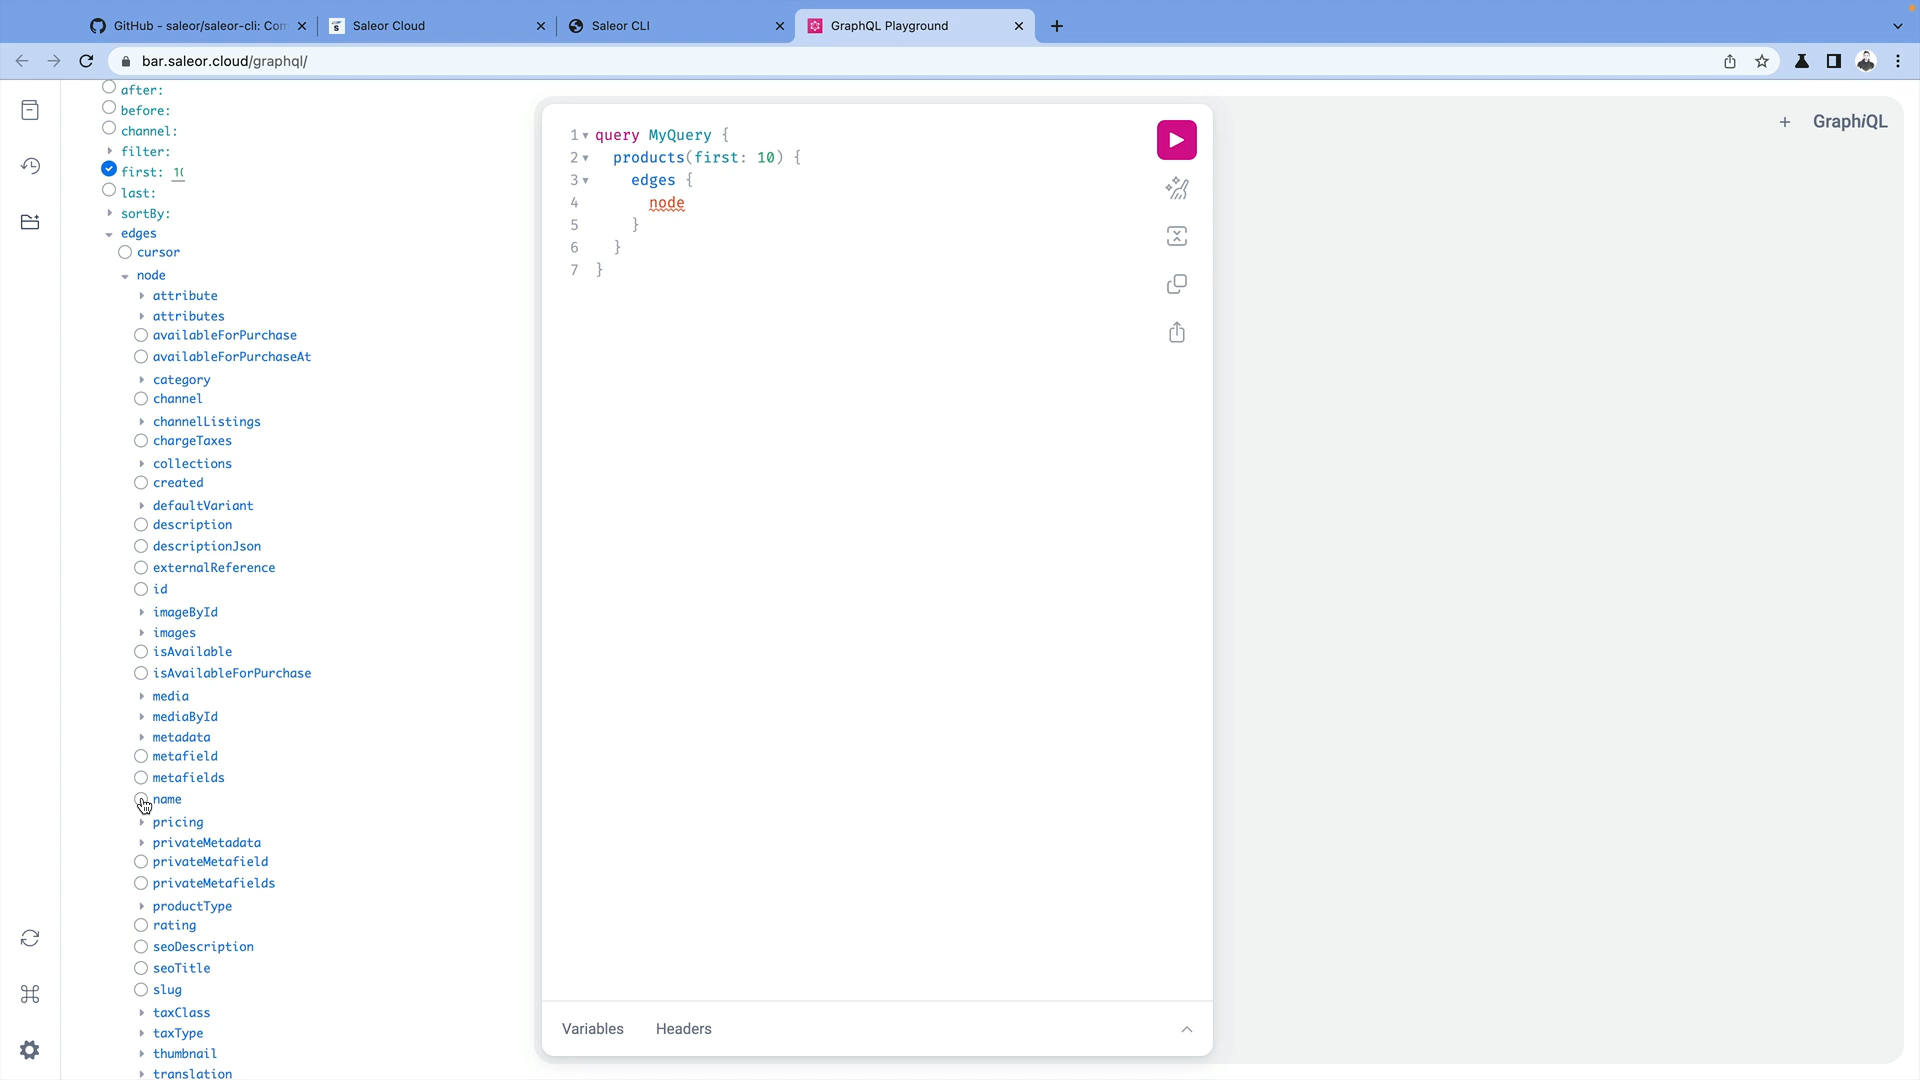 GitHub - saleor/saleor-cli: Com
Saleor Cloud
Saleor CLI
GraphQL Playground
bar.saleor.cloud/graphql/
after:
before:
channel:
filter:
first: 10
last:
sortBy:
edges
cursor
node
attribute
attributes
availableForPurchase
availableForPurchaseAt
category
channel
channelListings
chargeTaxes
collections
created
defaultVariant
description
descriptionJson
externalReference
id
imageById
images
isAvailable
isAvailableForPurchase
media
mediaById
metadata
metafield
metafields
name
pricing
privateMetadata
privateMetafield
privateMetafields
productType
rating
seoDescription
seoTitle
slug
taxClass
taxType
thumbnail
translation
1 query MyQuery {
2 products(first: 10) {
3 edges {
4 node
5 }
6 }
7 }
Variables Headers
GraphiQL